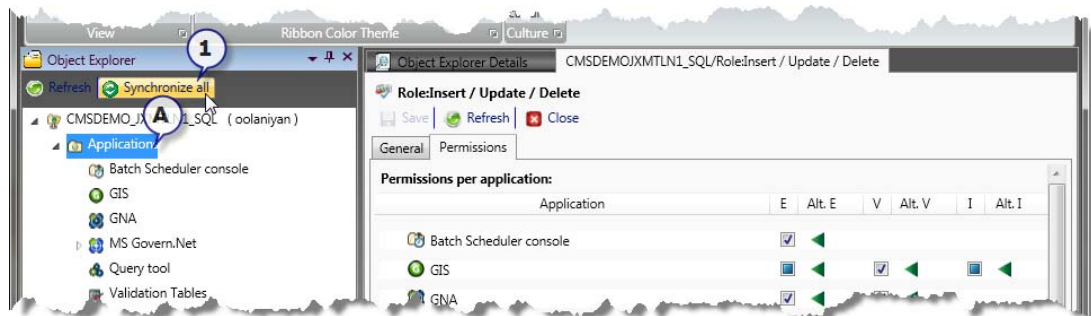 View Ribbon Color Theme Culture
1
Object Explorer
Refresh Synchronize all
A
CMSDEMO_JXMTLN1_SQL ( oolaniyan )
Application
Batch Scheduler console
GIS
GNA
MS Govern.Net
Query tool
Validation Tables
Object Explorer Details CMSDEMOJXMTLN1_SQL/Role:Insert / Update / Delete
Role:Insert / Update / Delete
Save Refresh Close
General Permissions
Permissions per application:
Application E Alt. E V Alt. V I Alt. I
Batch Scheduler console
GIS
GNA